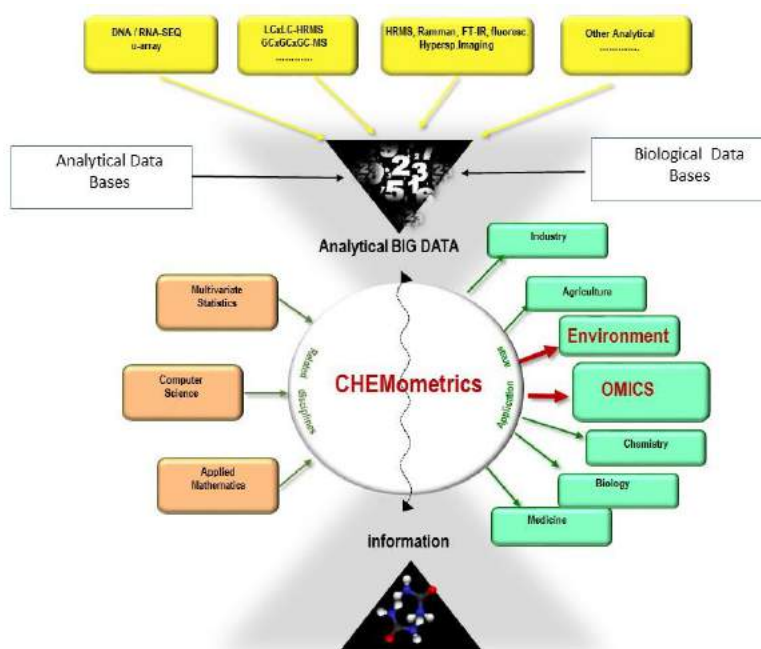 DNA / RNA-SEQ
u-array
LCxLC-HRMS
GCxGCxGC-MS
............
HRMS, Ramman, FT-IR, fluoresc.
Hypersp.Imaging
Other Analytical
............
Analytical Data
Bases
Biological Data
Bases
Analytical BIG DATA
Industry
Multivariate
Statistics
Agriculture
Environment
Computer
Science
Related disciplines
CHEMometrics
Application areas
OMICS
Chemistry
Applied
Mathematics
Biology
Medicine
information